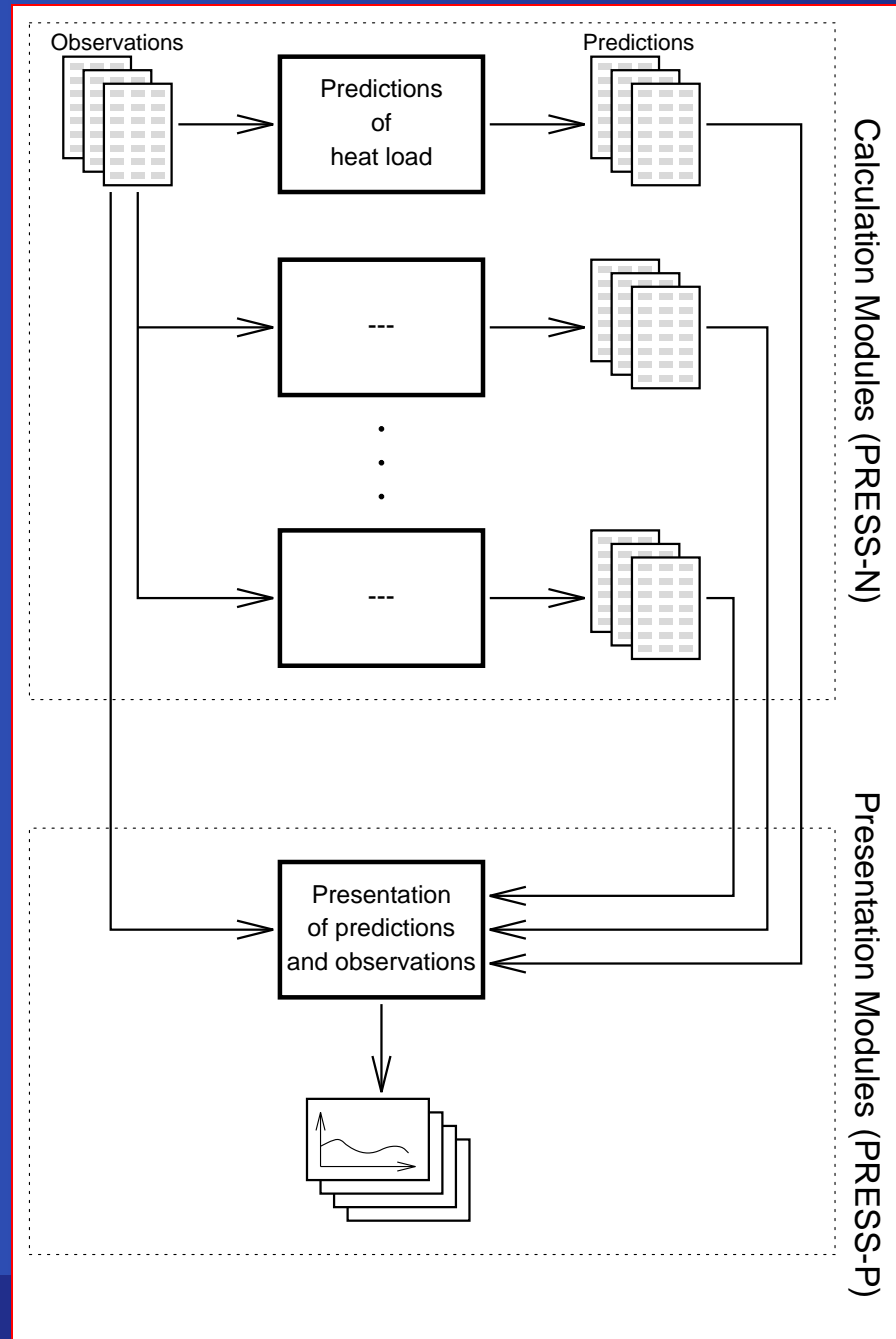 Observations
Predictions
Predictions
of
heat load
---
---
Calculation Modules (PRESS-N)
Presentation
of predictions
and observations
Presentation Modules (PRESS-P)